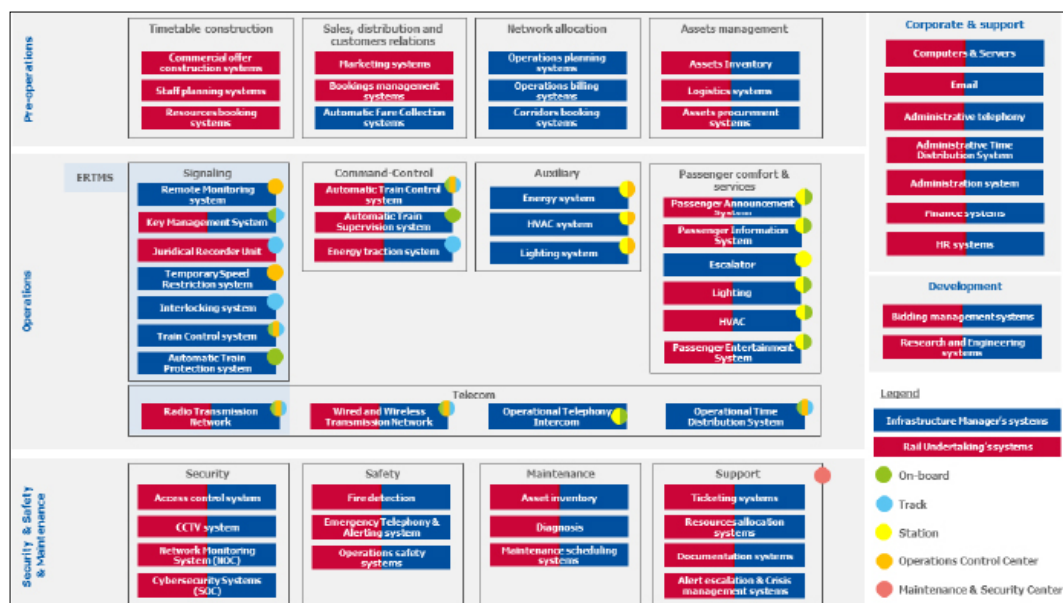 Pre-operations
Timetable construction
Commercial offer
construction systems
Staff planning systems
Resources booking
systems
Sales, distribution and
customers relations
Marketing systems
Bookings management
systems
Automatic Fare Collection
systems
Network allocation
Operations planning
systems
Operations billing
systems
Corridors booking
systems
Assets management
Assets Inventory
Logistics systems
Assets procurement
systems
Operations
ERTMS
Signaling
Remote Monitoring
system
Key Management System
Juridical Recorder Unit
Temporary Speed
Restriction system
Interlocking system
Train Control system
Automatic Train
Protection system
Command-Control
Automatic Train Control
system
Automatic Train
Supervision system
Energy traction system
Auxiliary
Energy system
HVAC system
Lighting system
Passenger comfort &
services
Passenger Announcement
System
Passenger Information
System
Escalator
Lighting
HVAC
Passenger Entertainment
System
Telecom
Radio Transmission
Network
Wired and Wireless
Transmission Network
Operational Telephony
Intercom
Operational Time
Distribution System
Security & Safety
& Maintenance
Security
Access control system
CCTV system
Network Monitoring
System (NOC)
Cybersecurity Systems
(SOC)
Safety
Fire detection
Emergency Telephony &
Alerting system
Operations safety
systems
Maintenance
Asset inventory
Diagnosis
Maintenance scheduling
systems
Support
Ticketing systems
Resources allocation
systems
Documentation systems
Alert escalation & Crisis
management systems
Corporate & support
Computers & Servers
Email
Administrative telephony
Administrative Time
Distribution System
Administration system
Finance systems
HR systems
Development
Bidding management systems
Research and Engineering
systems
Legend
Infrastructure Manager's systems
Rail Undertaking's systems
On-board
Track
Station
Operations Control Center
Maintenance & Security Center